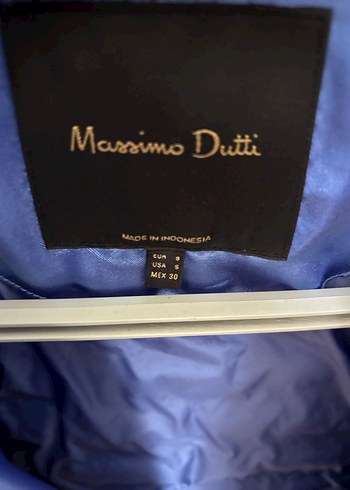 Massimo Dutti
MADE IN INDONESIA
EUR S
USA S
MEX 30